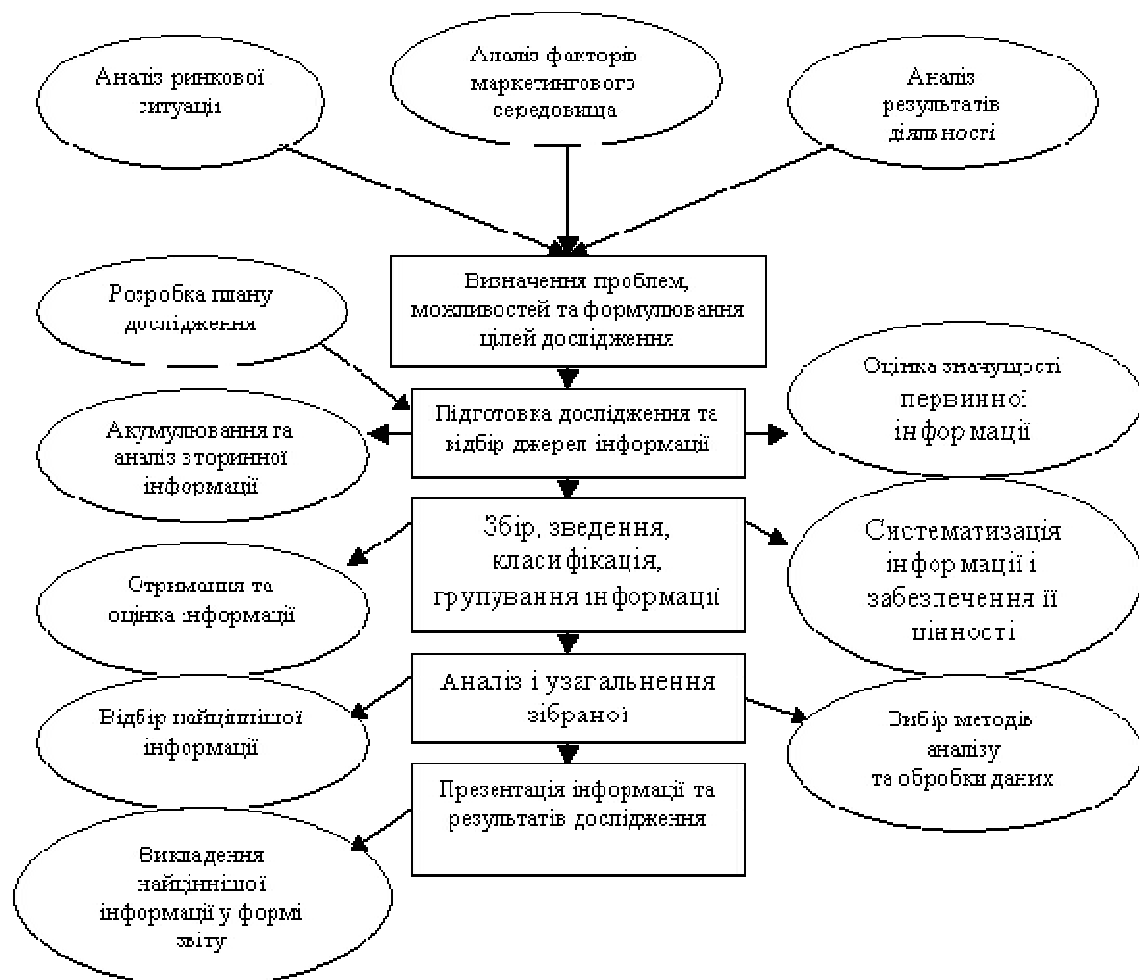 Аналіз ринкової
ситуації
Аналіз факторів
маркетингового
середовища
Аналіз
результатів
діяльності
Визначення проблем,
можливостей та формулювання
цілей дослідження
Розробка плану
дослідження
Оцінка значущості
первинної
інформації
Підготовка дослідження та
відбір джерел інформації
Акумулювання та
аналіз вторинної
інформації
Збір, зведення,
класифікація,
групування інформації
Систематизація
інформації і
забезпечення її
цінності
Отримання та
оцінка інформації
Аналіз і узагальнення
зібраної
Відбір найціннішої
інформації
Вибір методів
аналізу
та обробки даних
Презентація інформації та
результатів дослідження
Викладення
найціннішої
інформації у формі
звіту